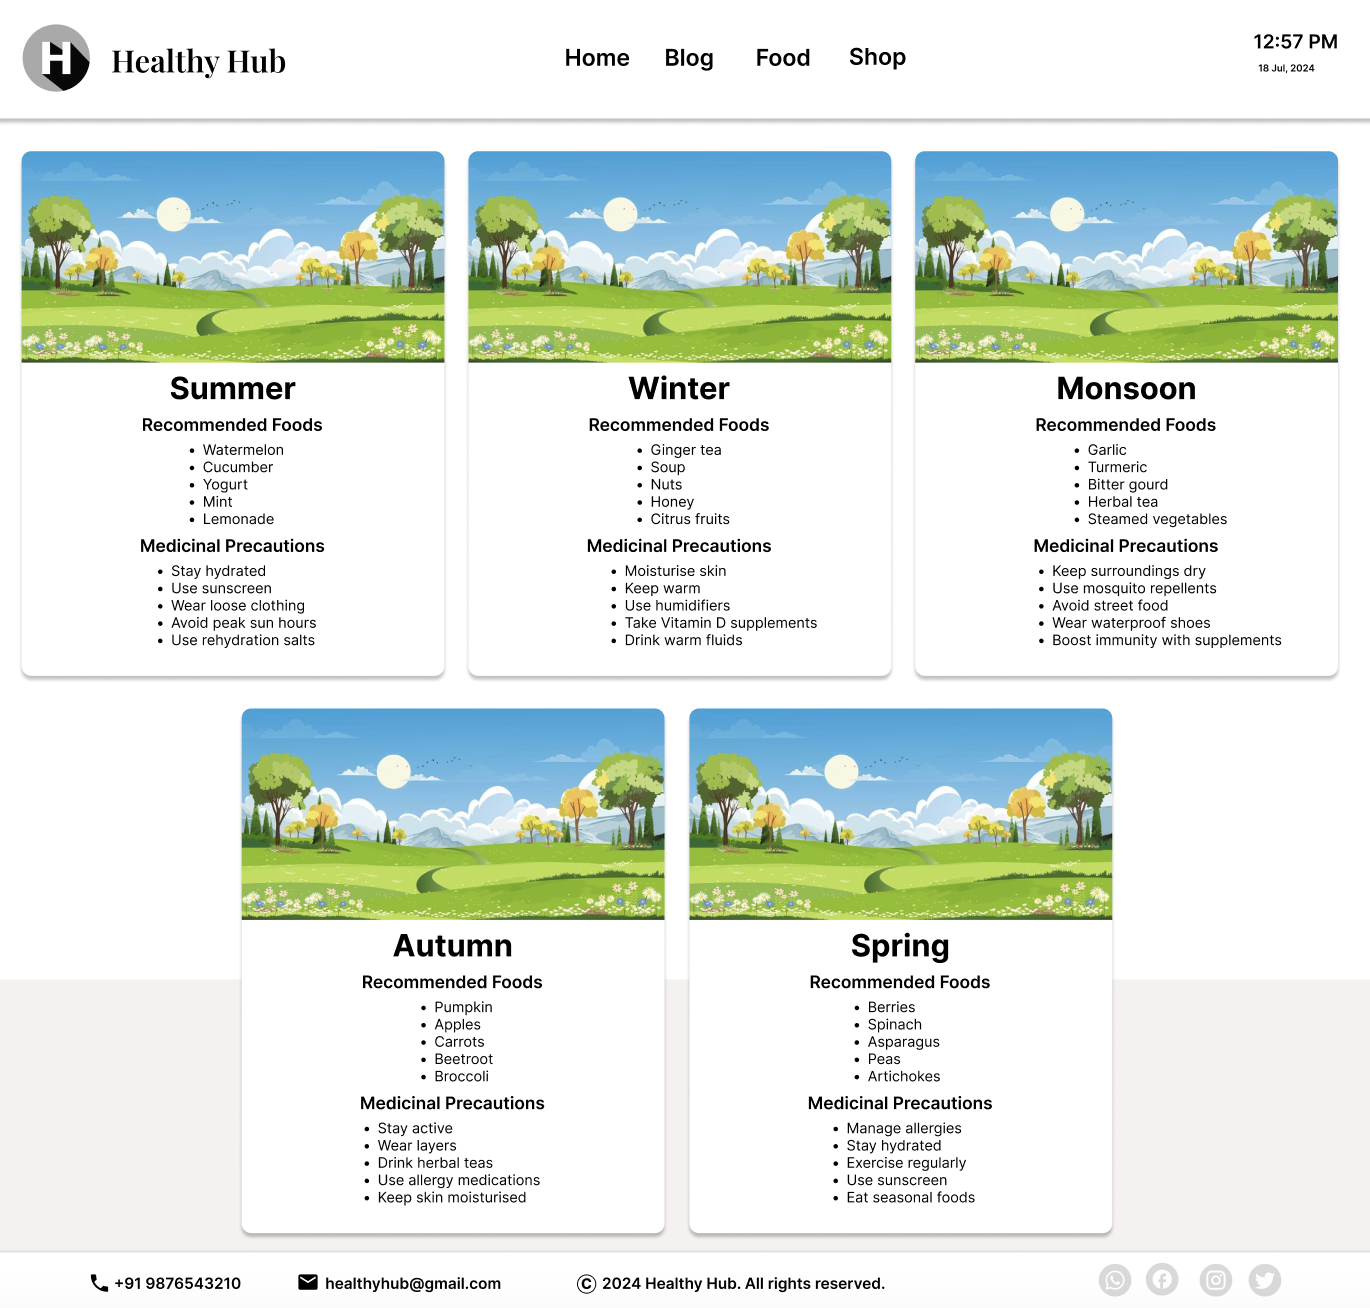 H
Healthy Hub
Home
Blog
Food
Shop
12:57 PM
18 Jul, 2024
Summer
Recommended Foods
• Watermelon
• Cucumber
• Yogurt
• Mint
• Lemonade
Medicinal Precautions
• Stay hydrated
• Use sunscreen
• Wear loose clothing
• Avoid peak sun hours
• Use rehydration salts
Winter
Recommended Foods
• Ginger tea
• Soup
• Nuts
• Honey
• Citrus fruits
Medicinal Precautions
• Moisturise skin
• Keep warm
• Use humidifiers
• Take Vitamin D supplements
• Drink warm fluids
Monsoon
Recommended Foods
• Garlic
• Turmeric
• Bitter gourd
• Herbal tea
• Steamed vegetables
Medicinal Precautions
• Keep surroundings dry
• Use mosquito repellents
• Avoid street food
• Wear waterproof shoes
• Boost immunity with supplements
Autumn
Recommended Foods
• Pumpkin
• Apples
• Carrots
• Beetroot
• Broccoli
Medicinal Precautions
• Stay active
• Wear layers
• Drink herbal teas
• Use allergy medications
• Keep skin moisturised
Spring
Recommended Foods
• Berries
• Spinach
• Asparagus
• Peas
• Artichokes
Medicinal Precautions
• Manage allergies
• Stay hydrated
• Exercise regularly
• Use sunscreen
• Eat seasonal foods
+91 9876543210
healthyhub@gmail.com
© 2024 Healthy Hub. All rights reserved.